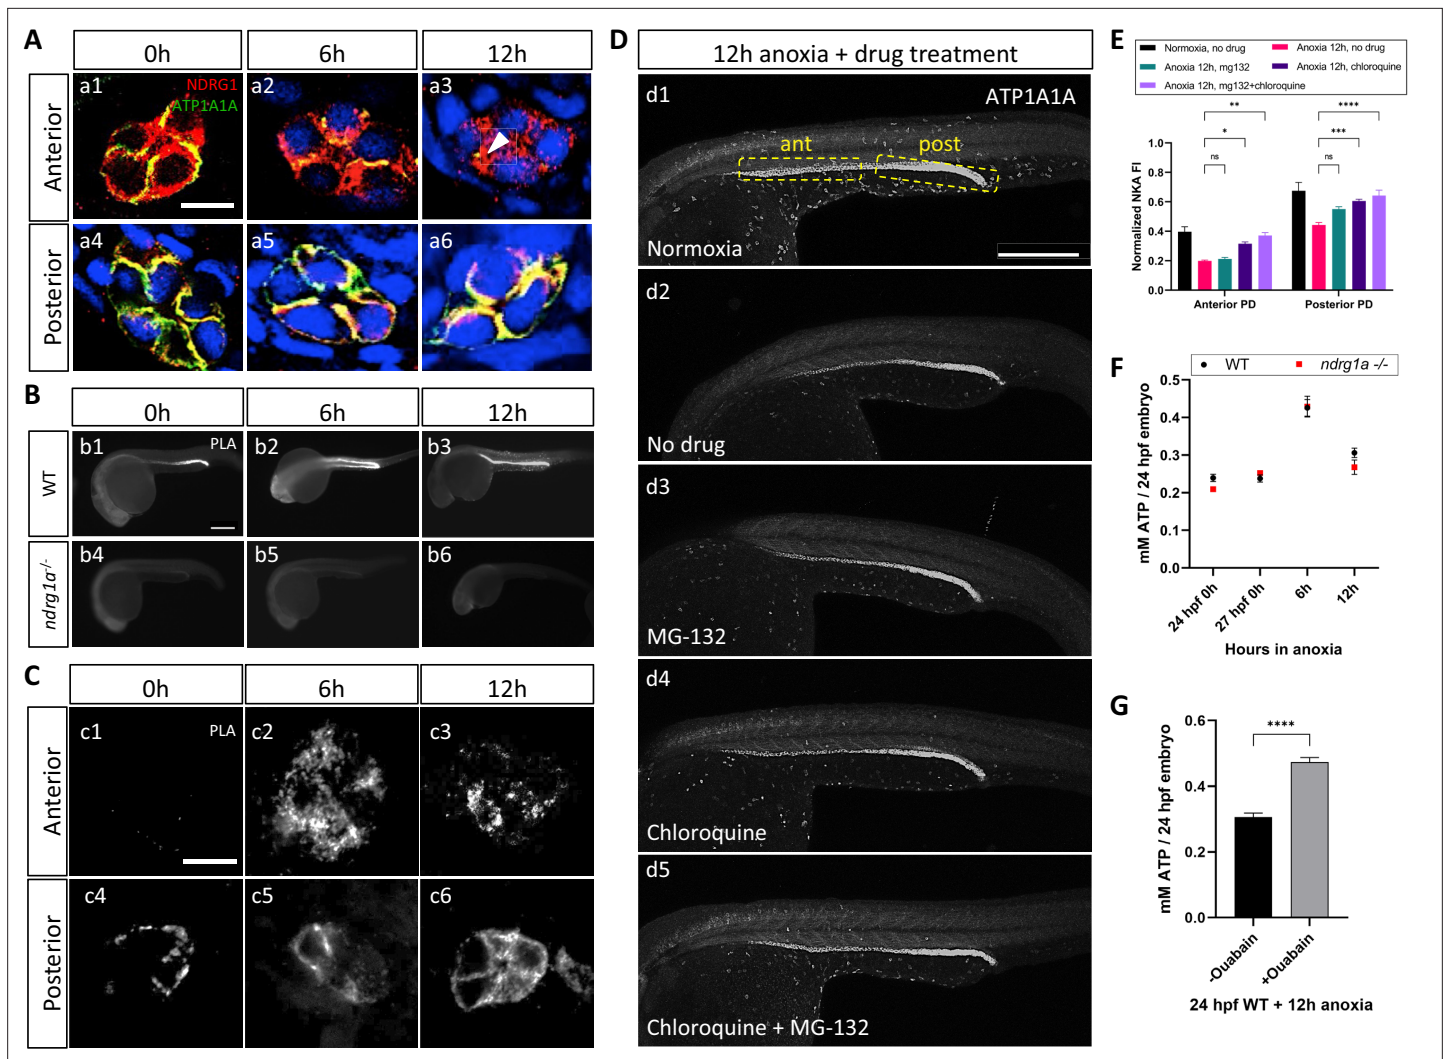 A
0h
6h
12h
Anterior
a1
NDRG1
ATP1A1A
a2
a3
Posterior
a4
a5
a6
B
0h
6h
12h
WT
b1
PLA
b2
b3
ndrg1a-/-
b4
b5
b6
C
0h
6h
12h
Anterior
c1
PLA
c2
c3
Posterior
c4
c5
c6
D
12h anoxia + drug treatment
d1
ATP1A1A
ant
post
Normoxia
d2
No drug
d3
MG-132
d4
Chloroquine
d5
Chloroquine + MG-132
E
Normoxia, no drug
Anoxia 12h, no drug
Anoxia 12h, mg132
Anoxia 12h, chloroquine
Anoxia 12h, mg132+chloroquine
**
****
*
***
ns
ns
Normalized NKA FI
1.0
0.8
0.6
0.4
0.2
0.0
Anterior PD
Posterior PD
F
WT
ndrg1a -/-
mM ATP / 24 hpf embryo
0.5
0.4
0.3
0.2
0.1
0.0
24 hpf 0h
27 hpf 0h
6h
12h
Hours in anoxia
G
****
mM ATP / 24 hpf embryo
0.6
0.4
0.2
0.0
-Ouabain
+Ouabain
24 hpf WT + 12h anoxia